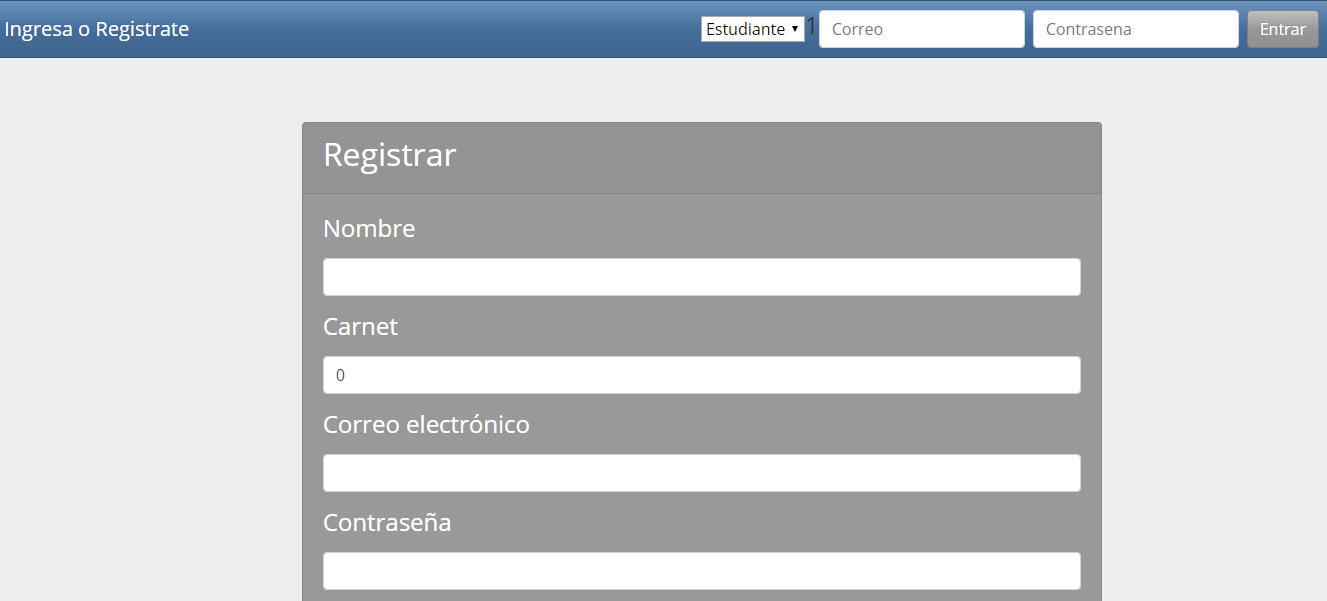 Ingresa o Registrate
Estudiante 1 Correo Contrasena Entrar
Registrar
Nombre
Carnet
0
Correo electrónico
Contraseña